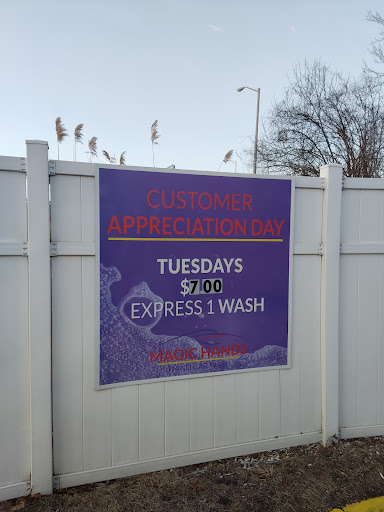 CUSTOMER
APPRECIATION DAY
TUESDAYS
$7.00
EXPRESS 1 WASH
MAGIC HANDS